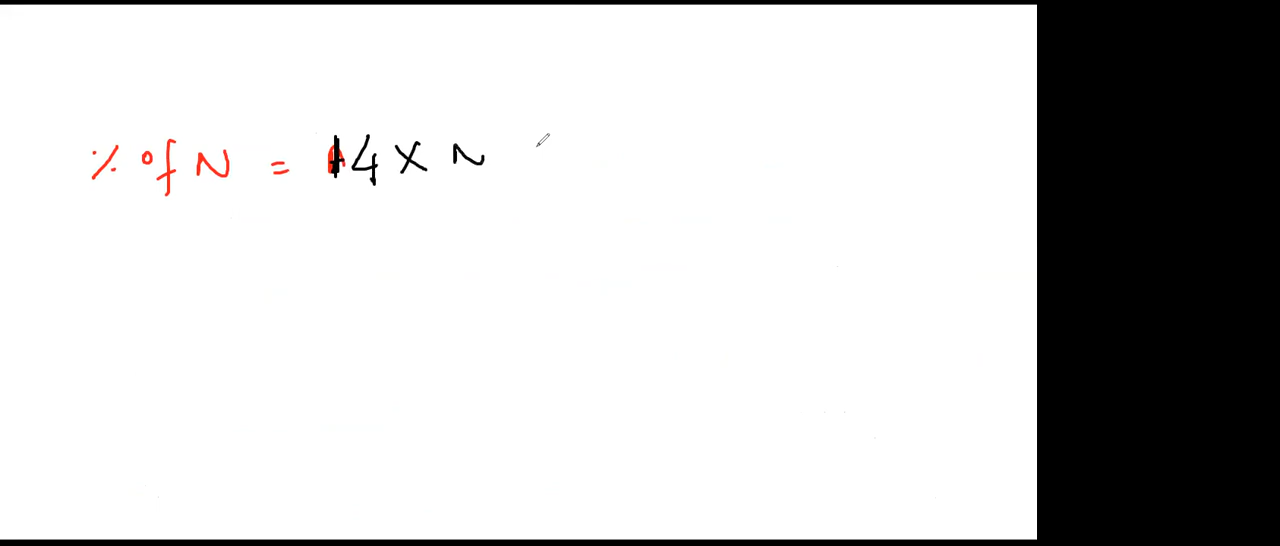 % of N = 14 X N